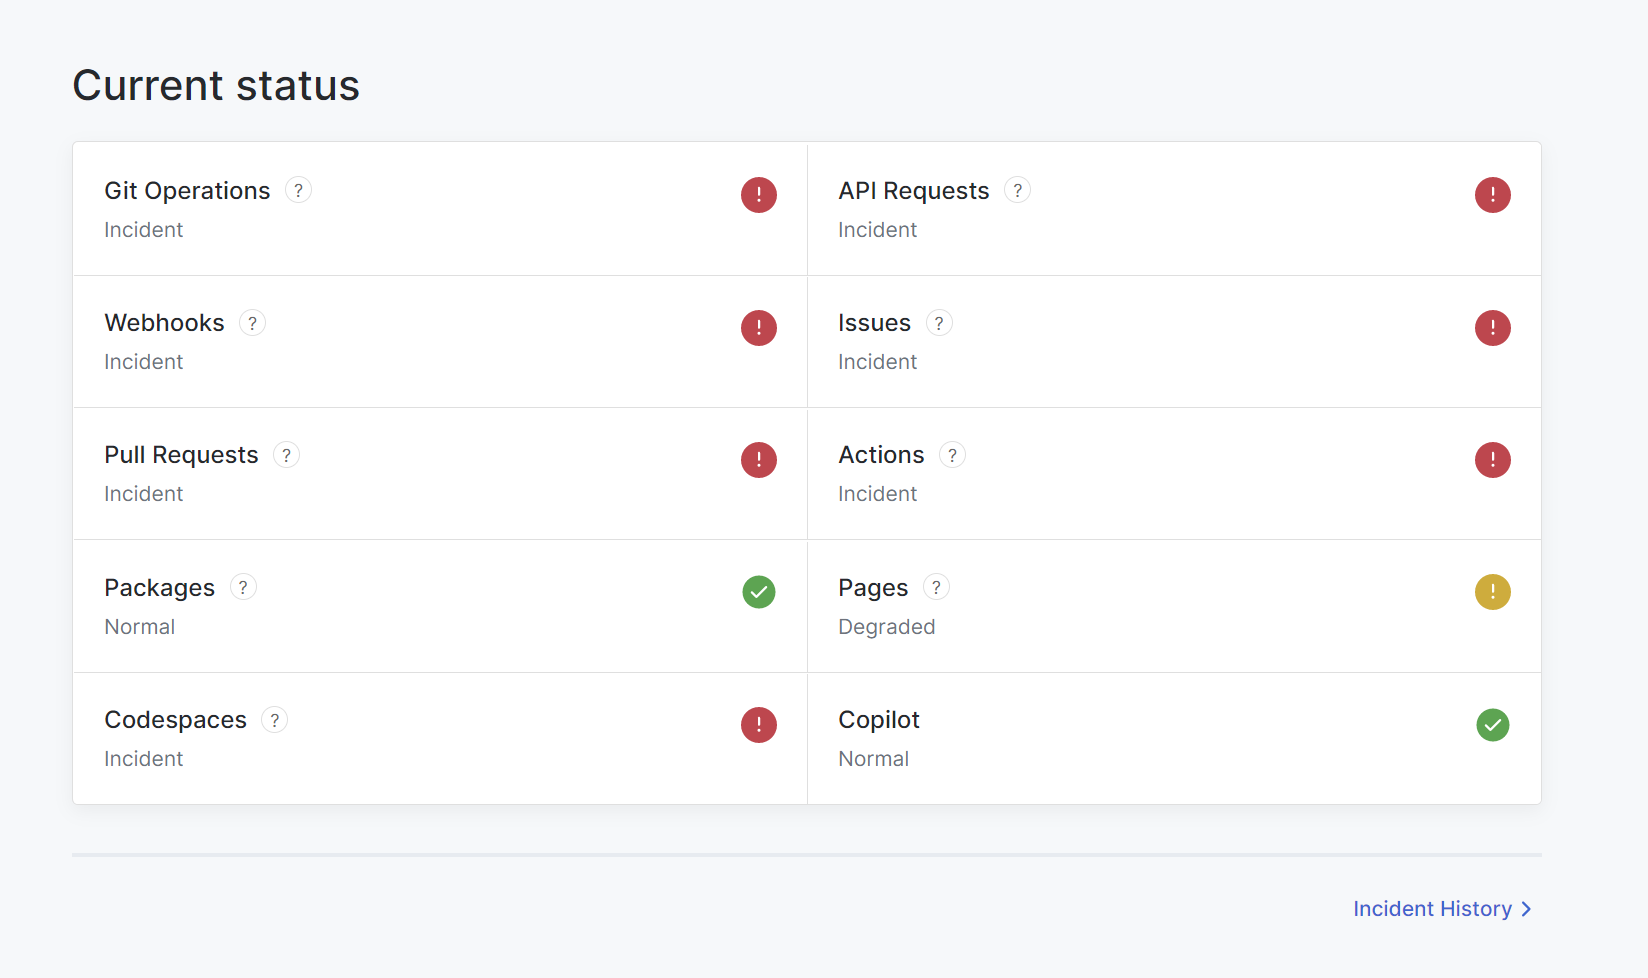 Current status
Git Operations ?
Incident
API Requests ?
Incident
Webhooks ?
Incident
Issues ?
Incident
Pull Requests ?
Incident
Actions ?
Incident
Packages ?
Normal
Pages ?
Degraded
Codespaces ?
Incident
Copilot
Normal
Incident History